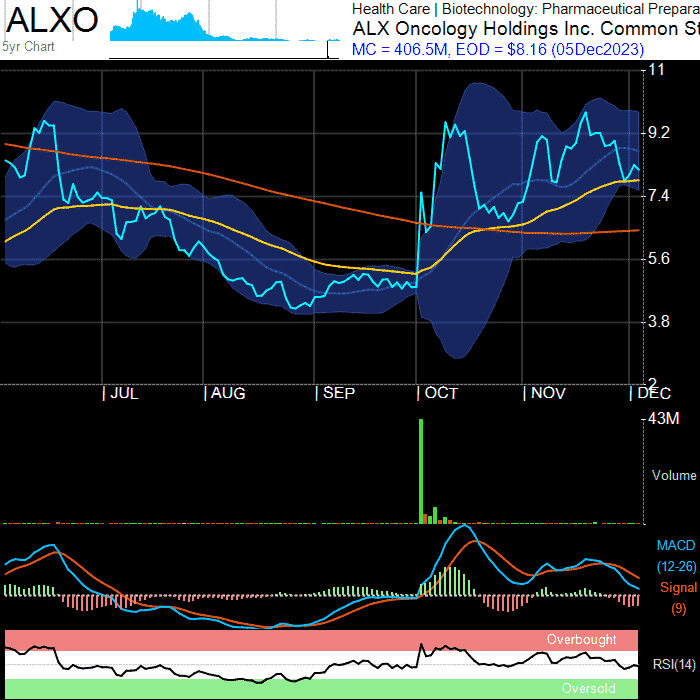 ALXO
5yr Chart
Health Care | Biotechnology: Pharmaceutical Prepara
ALX Oncology Holdings Inc. Common St
MC = 406.5M, EOD = $8.16 (05Dec2023)
11
9.2
7.4
5.6
3.8
2
| JUL | AUG | SEP | OCT | NOV | DEC
43M
Volume
MACD
(12-26)
Signal
(9)
Overbought
RSI(14)
Oversold